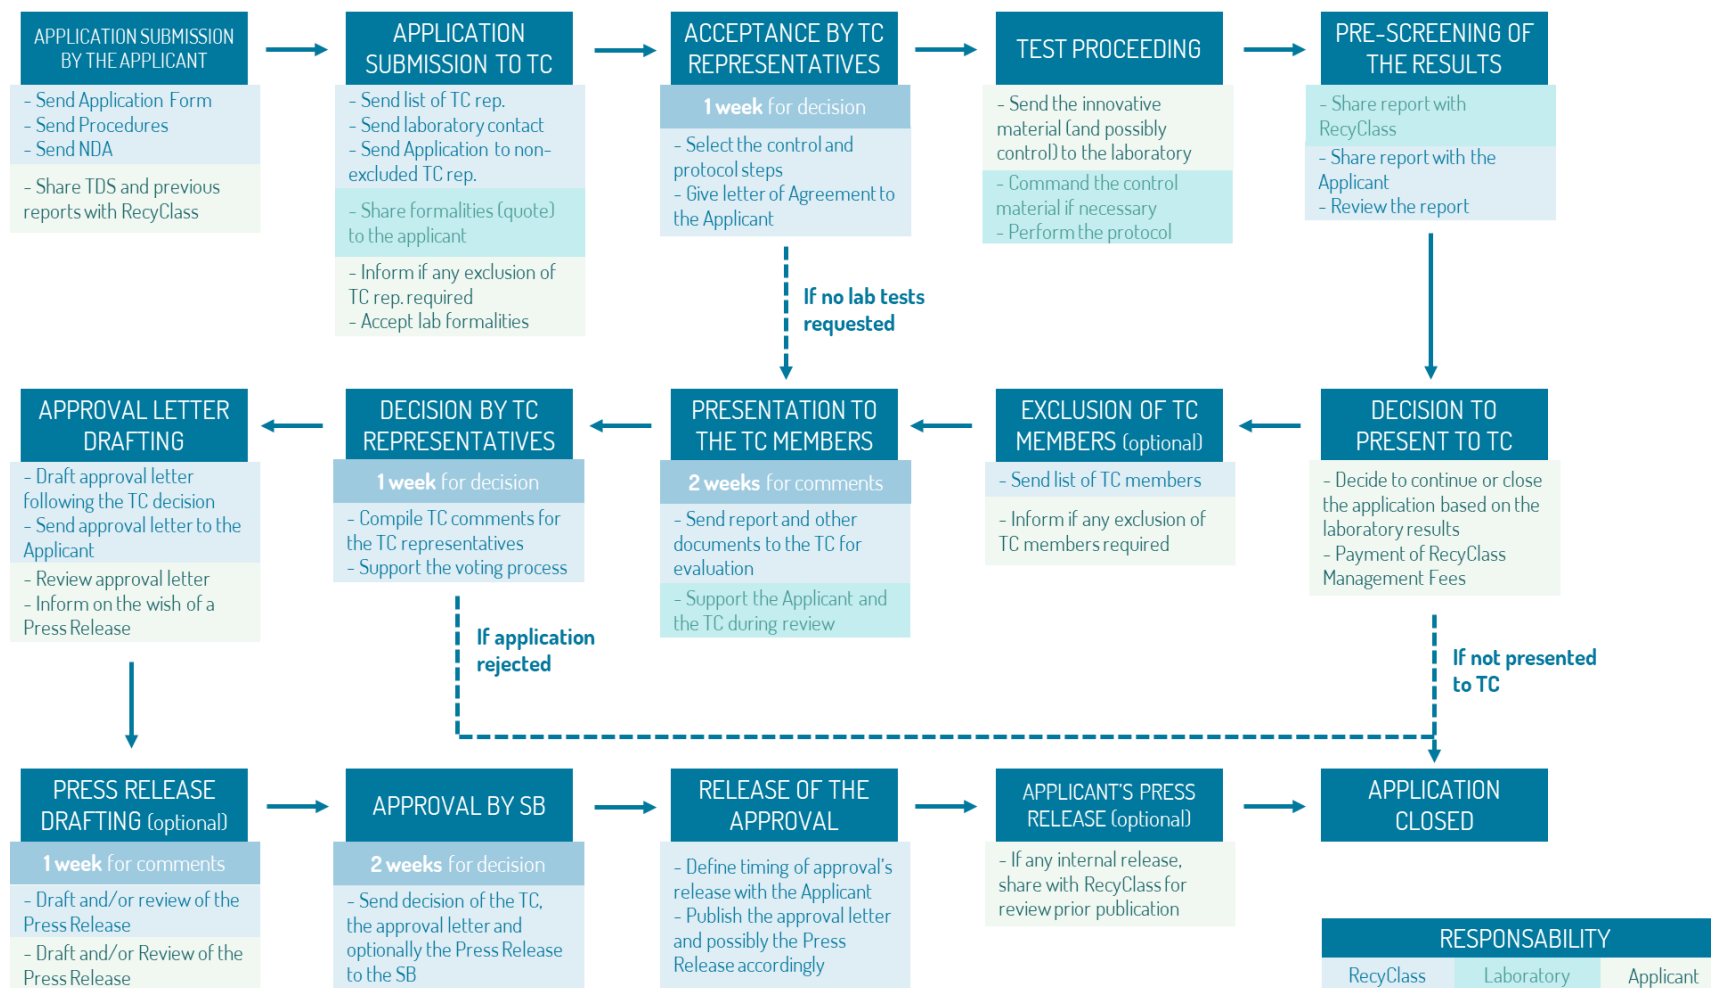 APPLICATION SUBMISSION
BY THE APPLICANT
- Send Application Form
- Send Procedures
- Send NDA
- Share TDS and previous
reports with RecyClass
APPLICATION
SUBMISSION TO TC
- Send list of TC rep.
- Send laboratory contact
- Send Application to non-
excluded TC rep.
- Share formalities (quote)
to the applicant
- Inform if any exclusion of
TC rep. required
- Accept lab formalities
ACCEPTANCE BY TC
REPRESENTATIVES
1 week for decision
- Select the control and
protocol steps
- Give letter of Agreement to
the Applicant
If no lab tests
requested
TEST PROCEEDING
- Send the innovative
material (and possibly
control) to the laboratory
- Command the control
material if necessary
- Perform the protocol
PRE-SCREENING OF
THE RESULTS
- Share report with
RecyClass
- Share report with the
Applicant
- Review the report
DECISION TO
PRESENT TO TC
- Decide to continue or close
the application based on the
laboratory results
- Payment of RecyClass
Management Fees
If not presented
to TC
EXCLUSION OF TC
MEMBERS (optional)
- Send list of TC members
- Inform if any exclusion of
TC members required
PRESENTATION TO
THE TC MEMBERS
2 weeks for comments
- Send report and other
documents to the TC for
evaluation
- Support the Applicant and
the TC during review
DECISION BY TC
REPRESENTATIVES
1 week for decision
- Compile TC comments for
the TC representatives
- Support the voting process
If application
rejected
APPROVAL LETTER
DRAFTING
- Draft approval letter
following the TC decision
- Send approval letter to the
Applicant
- Review approval letter
- Inform on the wish of a
Press Release
PRESS RELEASE
DRAFTING (optional)
1 week for comments
- Draft and/or review of the
Press Release
- Draft and/or Review of the
Press Release
APPROVAL BY SB
2 weeks for decision
- Send decision of the TC,
the approval letter and
optionally the Press Release
to the SB
RELEASE OF THE
APPROVAL
- Define timing of approval's
release with the Applicant
- Publish the approval letter
and possibly the Press
Release accordingly
APPLICANT'S PRESS
RELEASE (optional)
- If any internal release,
share with RecyClass for
review prior publication
APPLICATION
CLOSED
RESPONSABILITY
RecyClass
Laboratory
Applicant